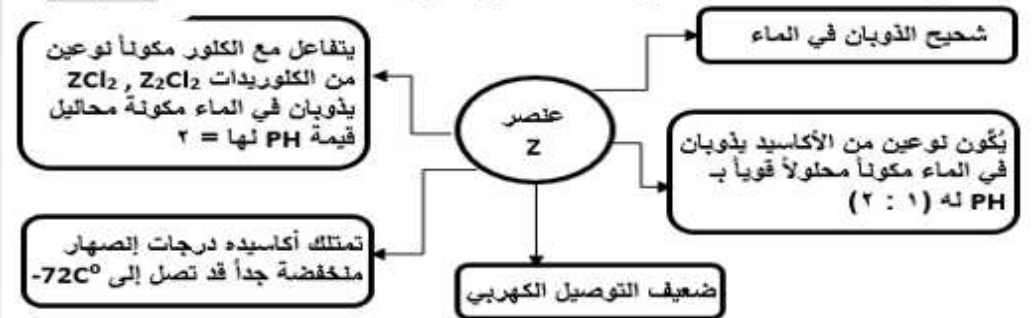 شحيح الذوبان في الماء
يتفاعل مع الكلور مكوناً نوعين
من الكلوريدات ZCl₂ , Z₂Cl₂
يذوبان في الماء مكونة محاليل
قيمة PH لها = ٢
عنصر
Z
يُكَون نوعين من الأكاسيد يذوبان
في الماء مكوناً محلولاً قوياً بـ
PH له (١ : ٢)
تمتلك أكاسيده درجات إنصهار
منخفضة جداً قد تصل إلى -72C⁰
ضعيف التوصيل الكهربي